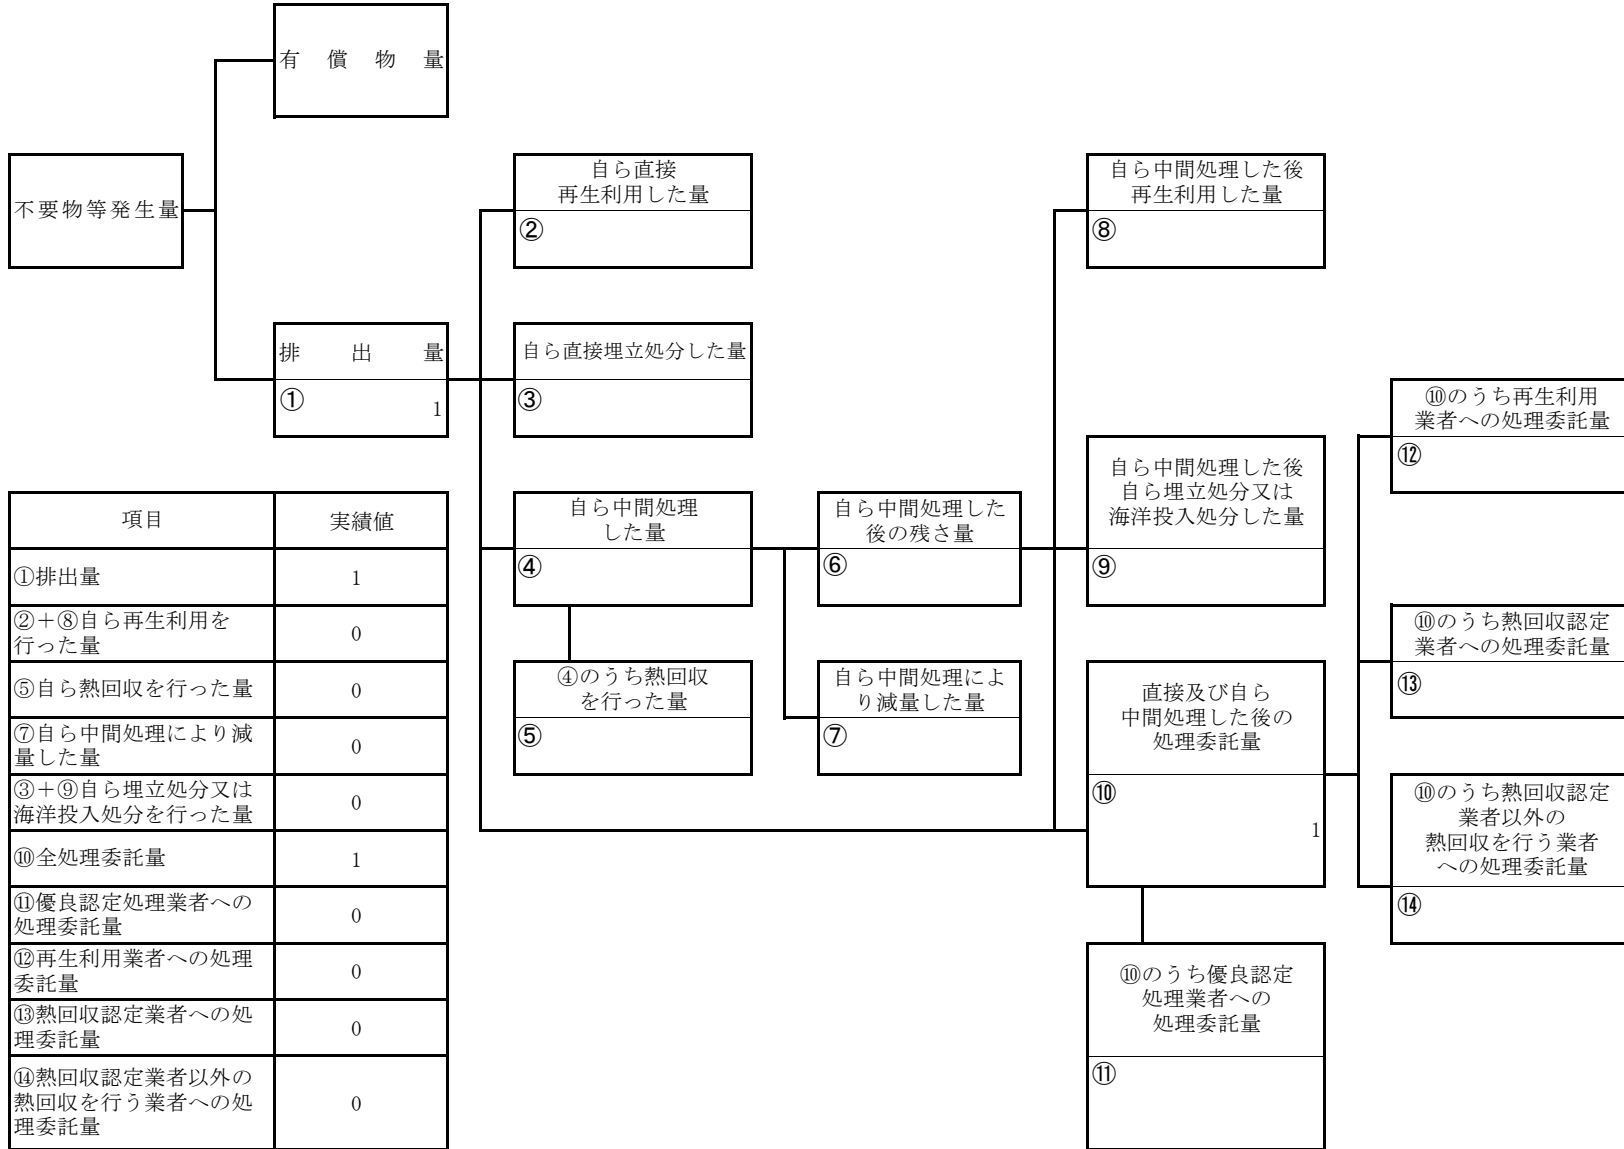 有償物量
不要物等発生量
自ら直接
再生利用した量
②
自ら中間処理した後
再生利用した量
⑧
排出量
①
1
自ら直接埋立処分した量
③
⑩のうち再生利用
業者への処理委託量
⑫
自ら中間処理した後
自ら埋立処分又は
海洋投入処分した量
⑨
自ら中間処理
した量
④
自ら中間処理した
後の残さ量
⑥
④のうち熱回収
を行った量
⑤
自ら中間処理によ
り減量した量
⑦
直接及び自ら
中間処理した後の
処理委託量
⑩
1
⑩のうち熱回収認定
業者への処理委託量
⑬
⑩のうち熱回収認定
業者以外の
熱回収を行う業者
への処理委託量
⑭
⑩のうち優良認定
処理業者への
処理委託量
⑪
項目 実績値
①排出量 1
②＋⑧自ら再生利用を
行った量 0
⑤自ら熱回収を行った量 0
⑦自ら中間処理により減
量した量 0
③＋⑨自ら埋立処分又は
海洋投入処分を行った量 0
⑩全処理委託量 1
⑪優良認定処理業者への
処理委託量 0
⑫再生利用業者への処理
委託量 0
⑬熱回収認定業者への処
理委託量 0
⑭熱回収認定業者以外の
熱回収を行う業者への処
理委託量 0